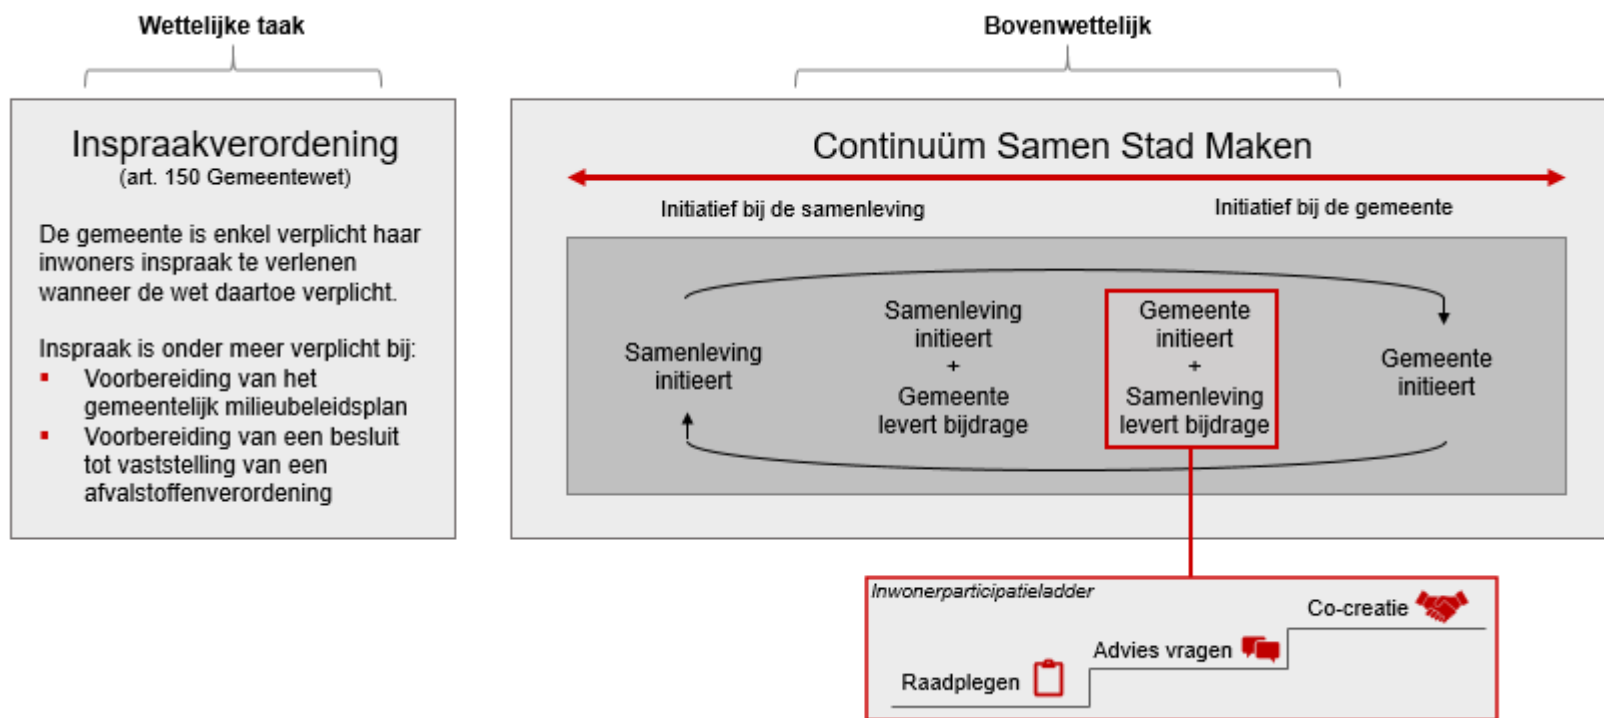 Wettelijke taak
Bovenwettelijk
Inspraakverordening
(art. 150 Gemeentewet)
De gemeente is enkel verplicht haar
inwoners inspraak te verlenen
wanneer de wet daartoe verplicht.
Inspraak is onder meer verplicht bij:
▪ Voorbereiding van het
gemeentelijk milieubeleidsplan
▪ Voorbereiding van een besluit
tot vaststelling van een
afvalstoffenverordening
Continuüm Samen Stad Maken
Initiatief bij de samenleving
Initiatief bij de gemeente
Samenleving
initieert
Samenleving
initieert
+
Gemeente
levert bijdrage
Gemeente
initieert
+
Samenleving
levert bijdrage
Gemeente
initieert
Inwonerparticipatieladder
Raadplegen
Advies vragen
Co-creatie